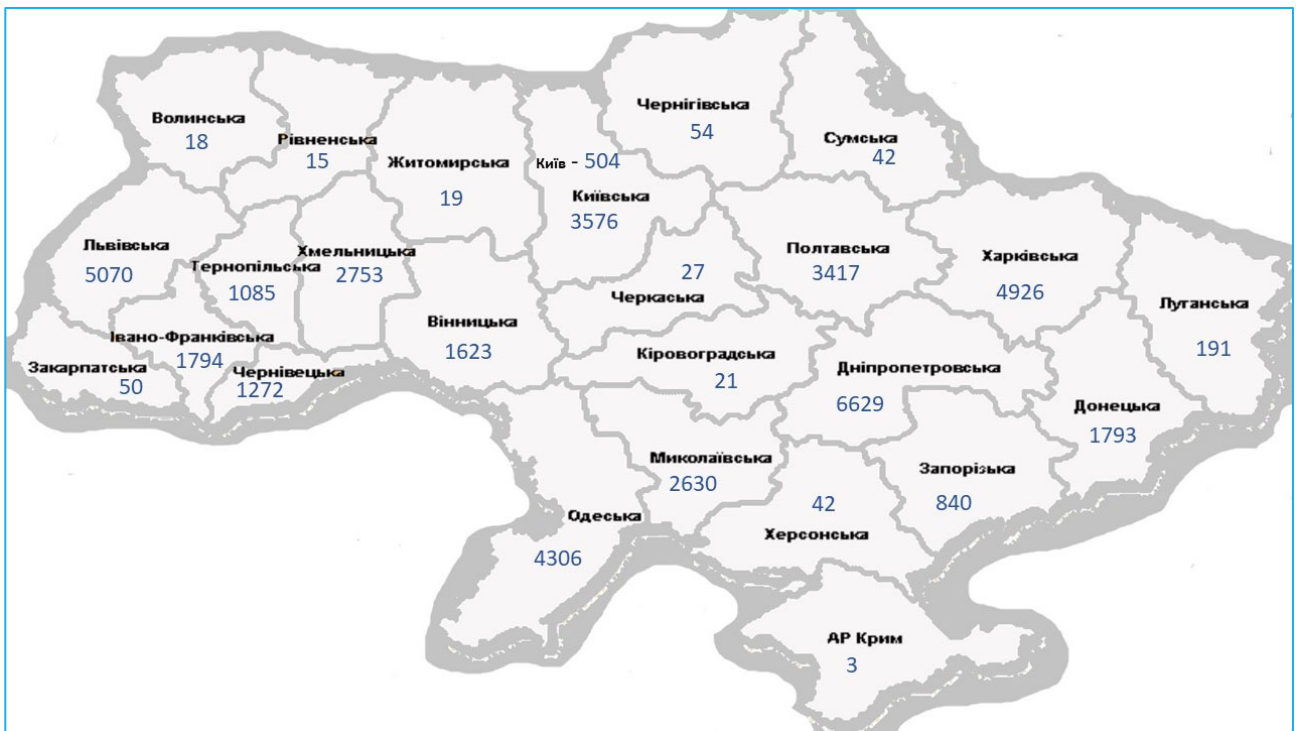 Волинська
18
Рівненська
15
Житомирська
19
Київ - 504
Київська
3576
Чернігівська
54
Сумська
42
Львівська
5070
Тернопільська
1085
Хмельницька
2753
Вінницька
1623
Черкаська
27
Полтавська
3417
Харківська
4926
Луганська
191
Закарпатська
50
Івано-Франківська
1794
Чернівецька
1272
Кіровоградська
21
Дніпропетровська
6629
Донецька
1793
Одеська
4306
Миколаївська
2630
Херсонська
42
Запорізька
840
АР Крим
3